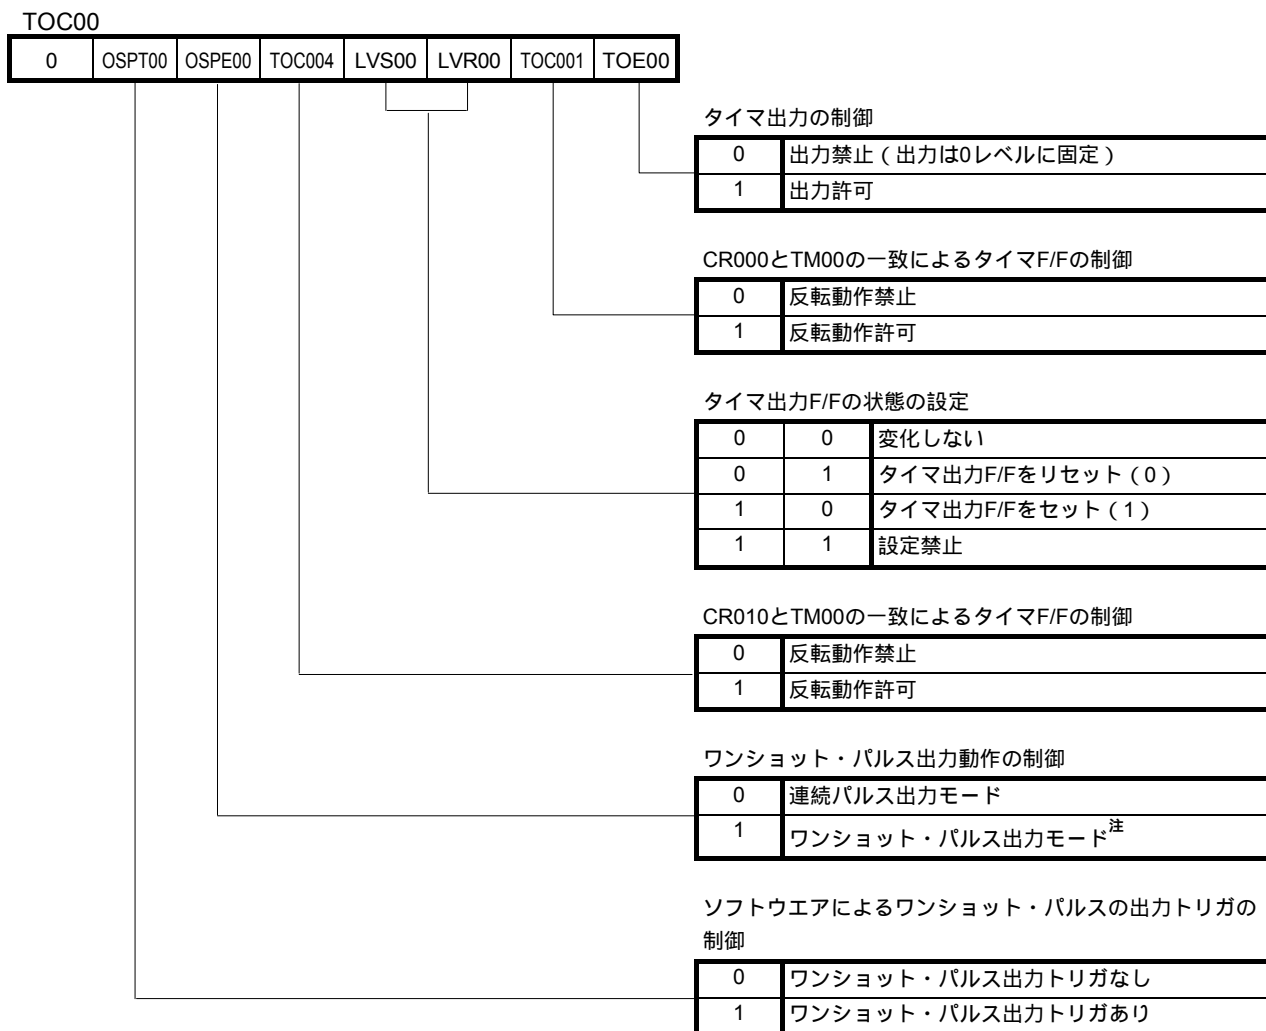 TOC00
0 OSPT00 OSPE00 TOC004 LVS00 LVR00 TOC001 TOE00
タイマ出力の制御
0 出力禁止(出力は0レベルに固定)
1 出力許可
CR000とTM00の一致によるタイマF/Fの制御
0 反転動作禁止
1 反転動作許可
タイマ出力F/Fの状態の設定
0 0 変化しない
0 1 タイマ出力F/Fをリセット(0)
1 0 タイマ出力F/Fをセット(1)
1 1 設定禁止
CR010とTM00の一致によるタイマF/Fの制御
0 反転動作禁止
1 反転動作許可
ワンショット・パルス出力動作の制御
0 連続パルス出力モード
1 ワンショット・パルス出力モード注
ソフトウエアによるワンショット・パルスの出力トリガの
制御
0 ワンショット・パルス出力トリガなし
1 ワンショット・パルス出力トリガあり